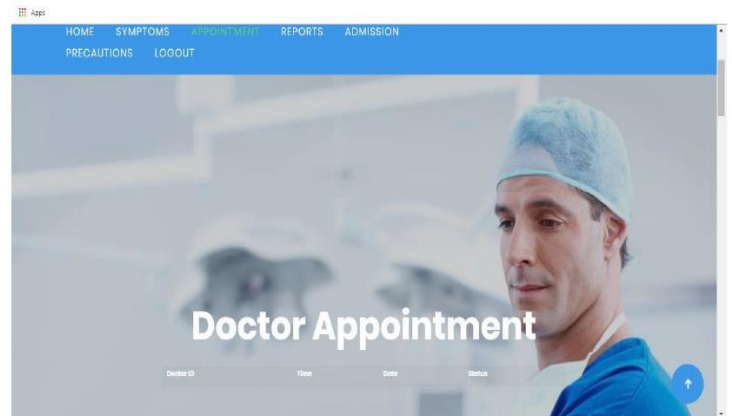 Apps
HOME SYMPTOMS APPOINTMENT REPORTS ADMISSION
PRECAUTIONS LOGOUT
Doctor Appointment
Doctor ID Time Date Status